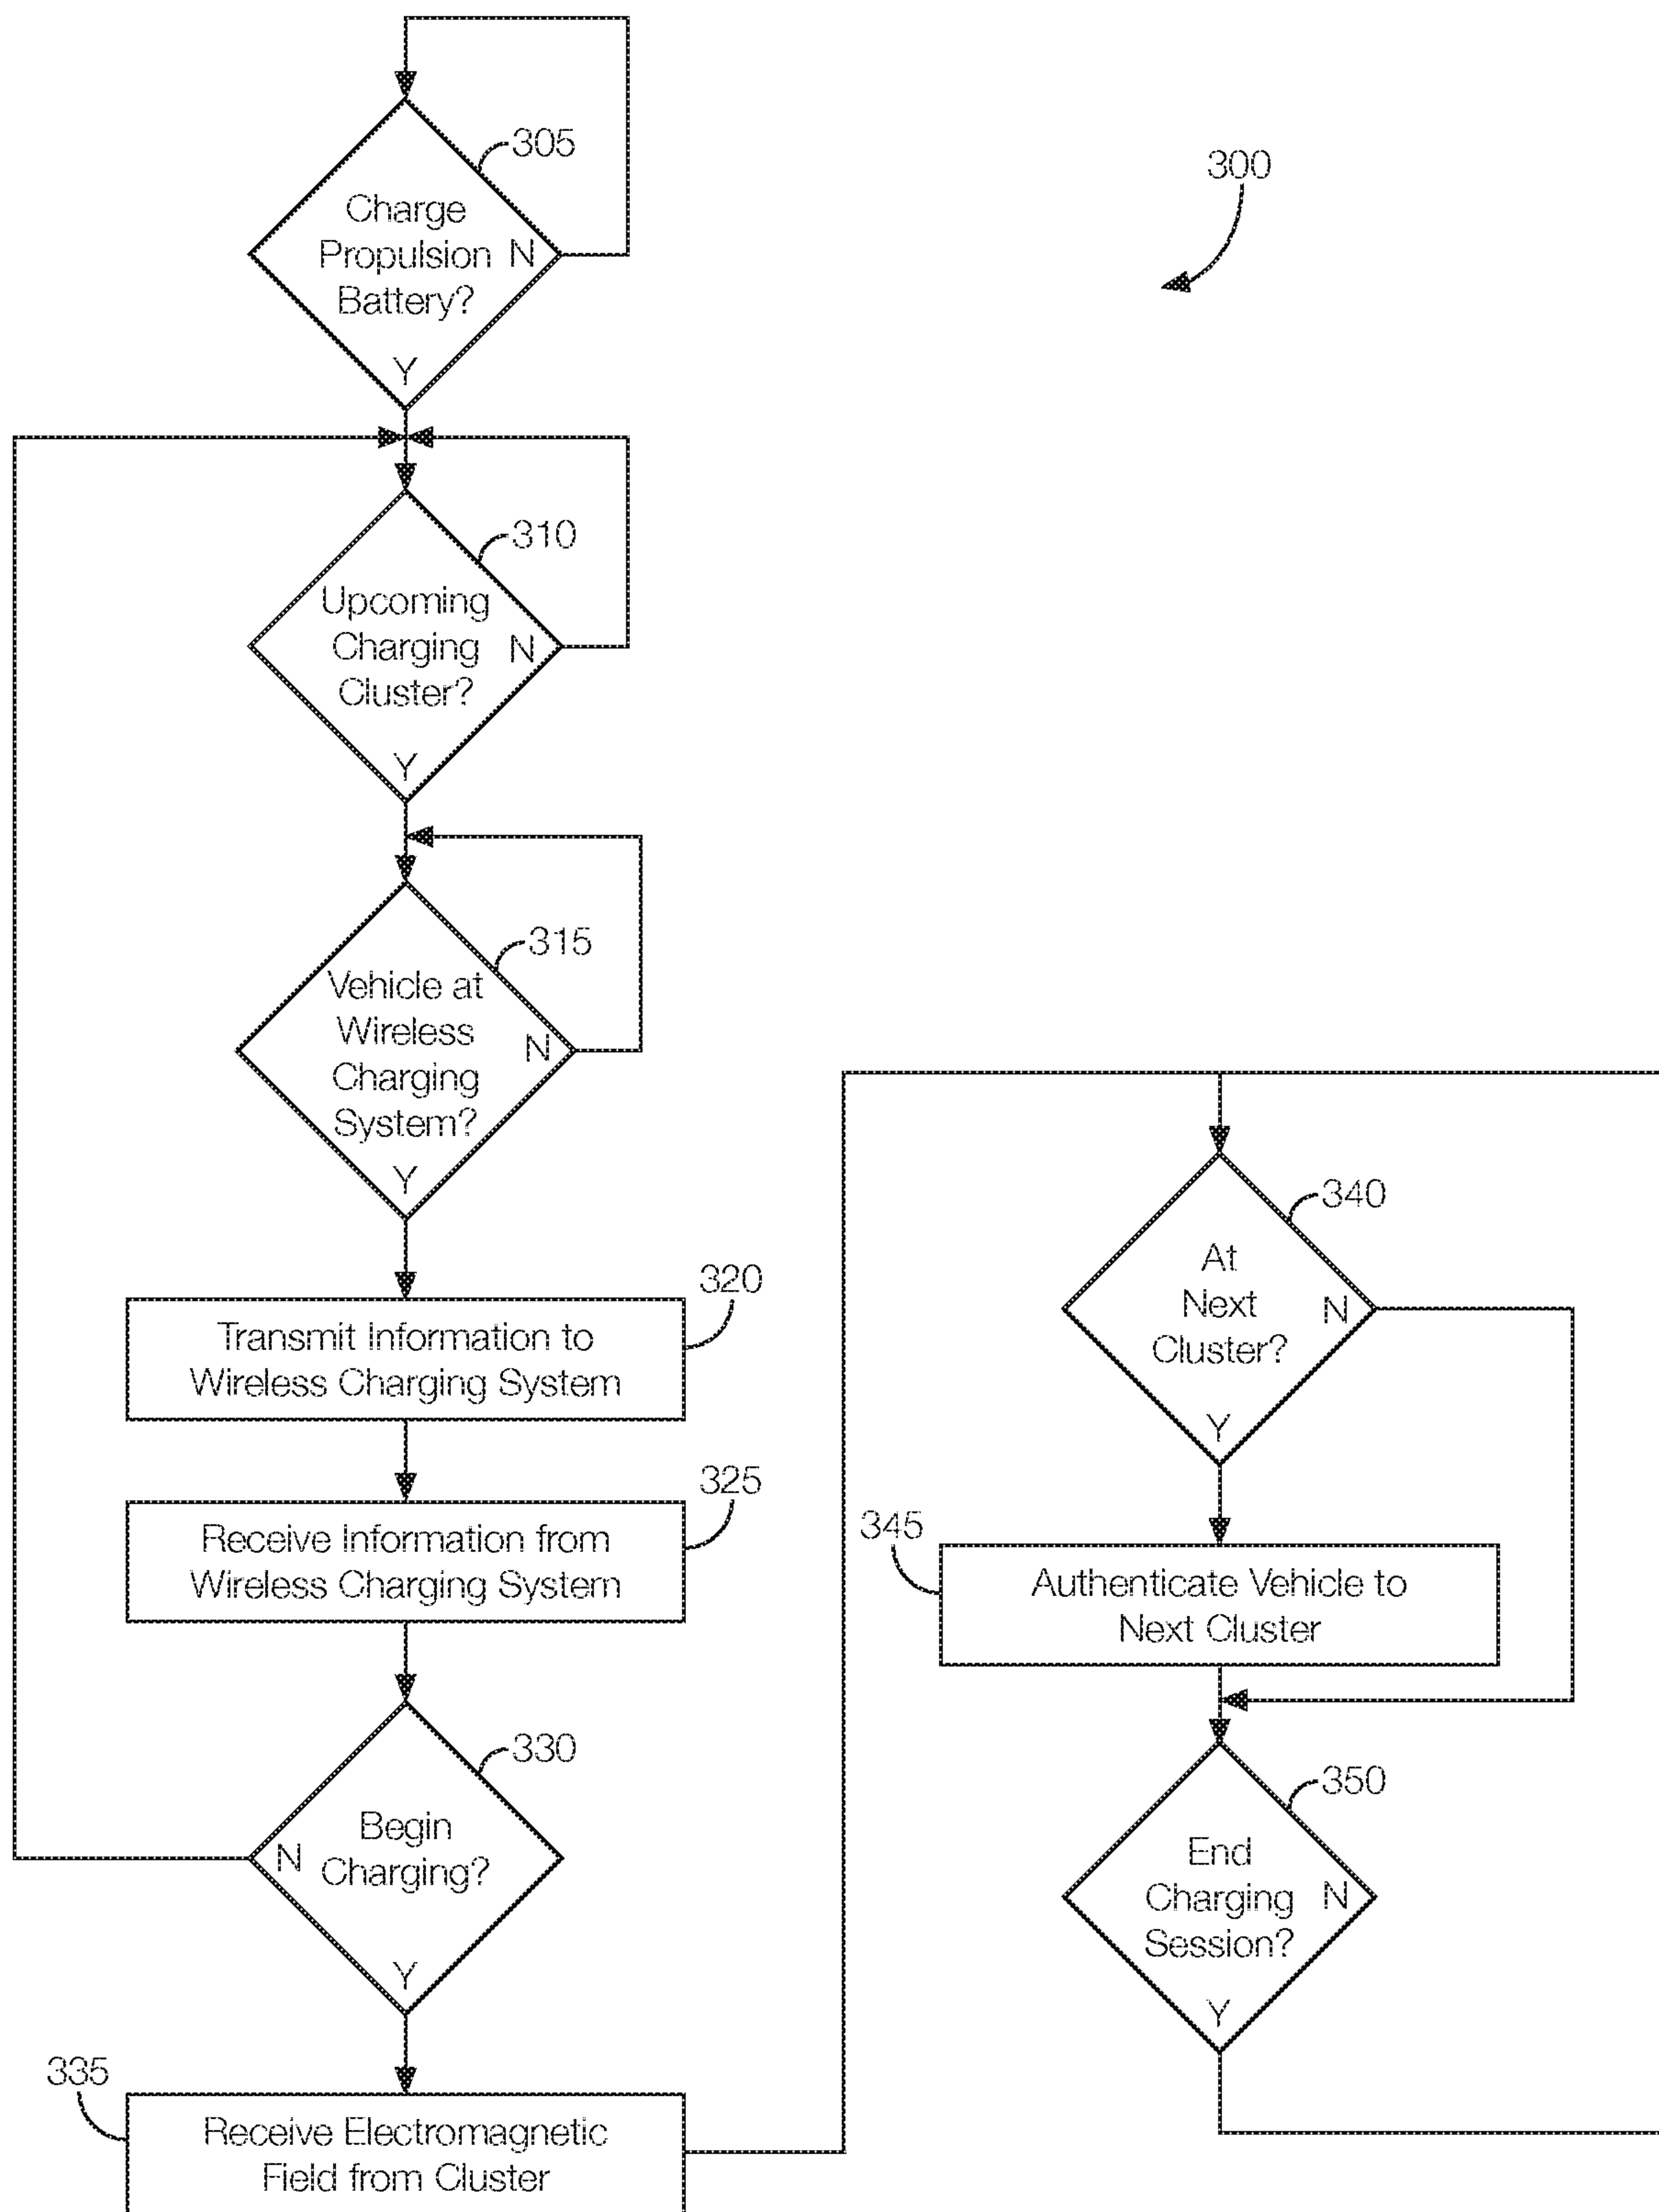 305
Charge
Propulsion N
Battery?
Y
300
310
Upcoming
Charging N
Cluster?
Y
315
Vehicle at
Wireless
N
Charging
System?
Y
320
Transmit Information to
Wireless Charging System
325
Receive Information from
Wireless Charging System
330
Begin
N Charging?
Y
335
Receive Electromagnetic
Field from Cluster
340
At
Next N
Cluster?
Y
345
Authenticate Vehicle to
Next Cluster
350
End
Charging N
Session?
Y